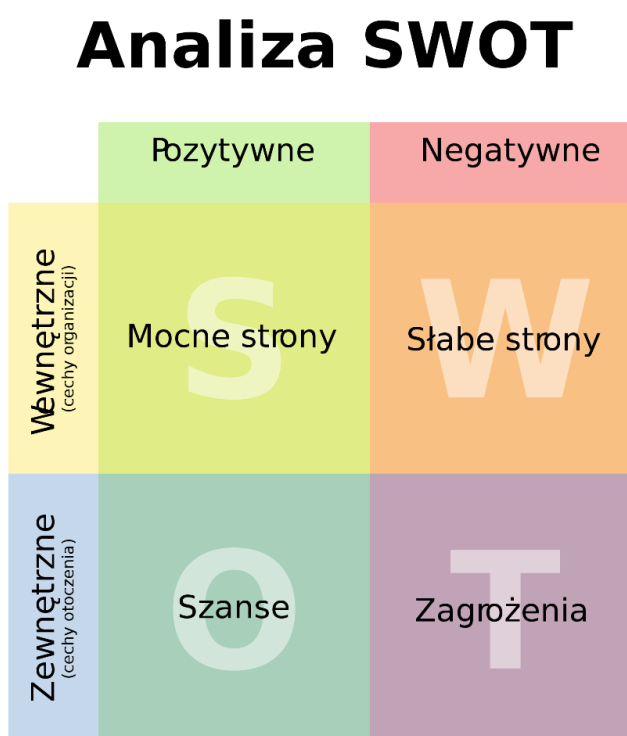 Analiza SWOT
Pozytywne
Negatywne
Wewnętrzne
(cechy organizacji)
S
Mocne strony
W
Słabe strony
Zewnętrzne
(cechy otoczenia)
O
Szanse
T
Zagrożenia